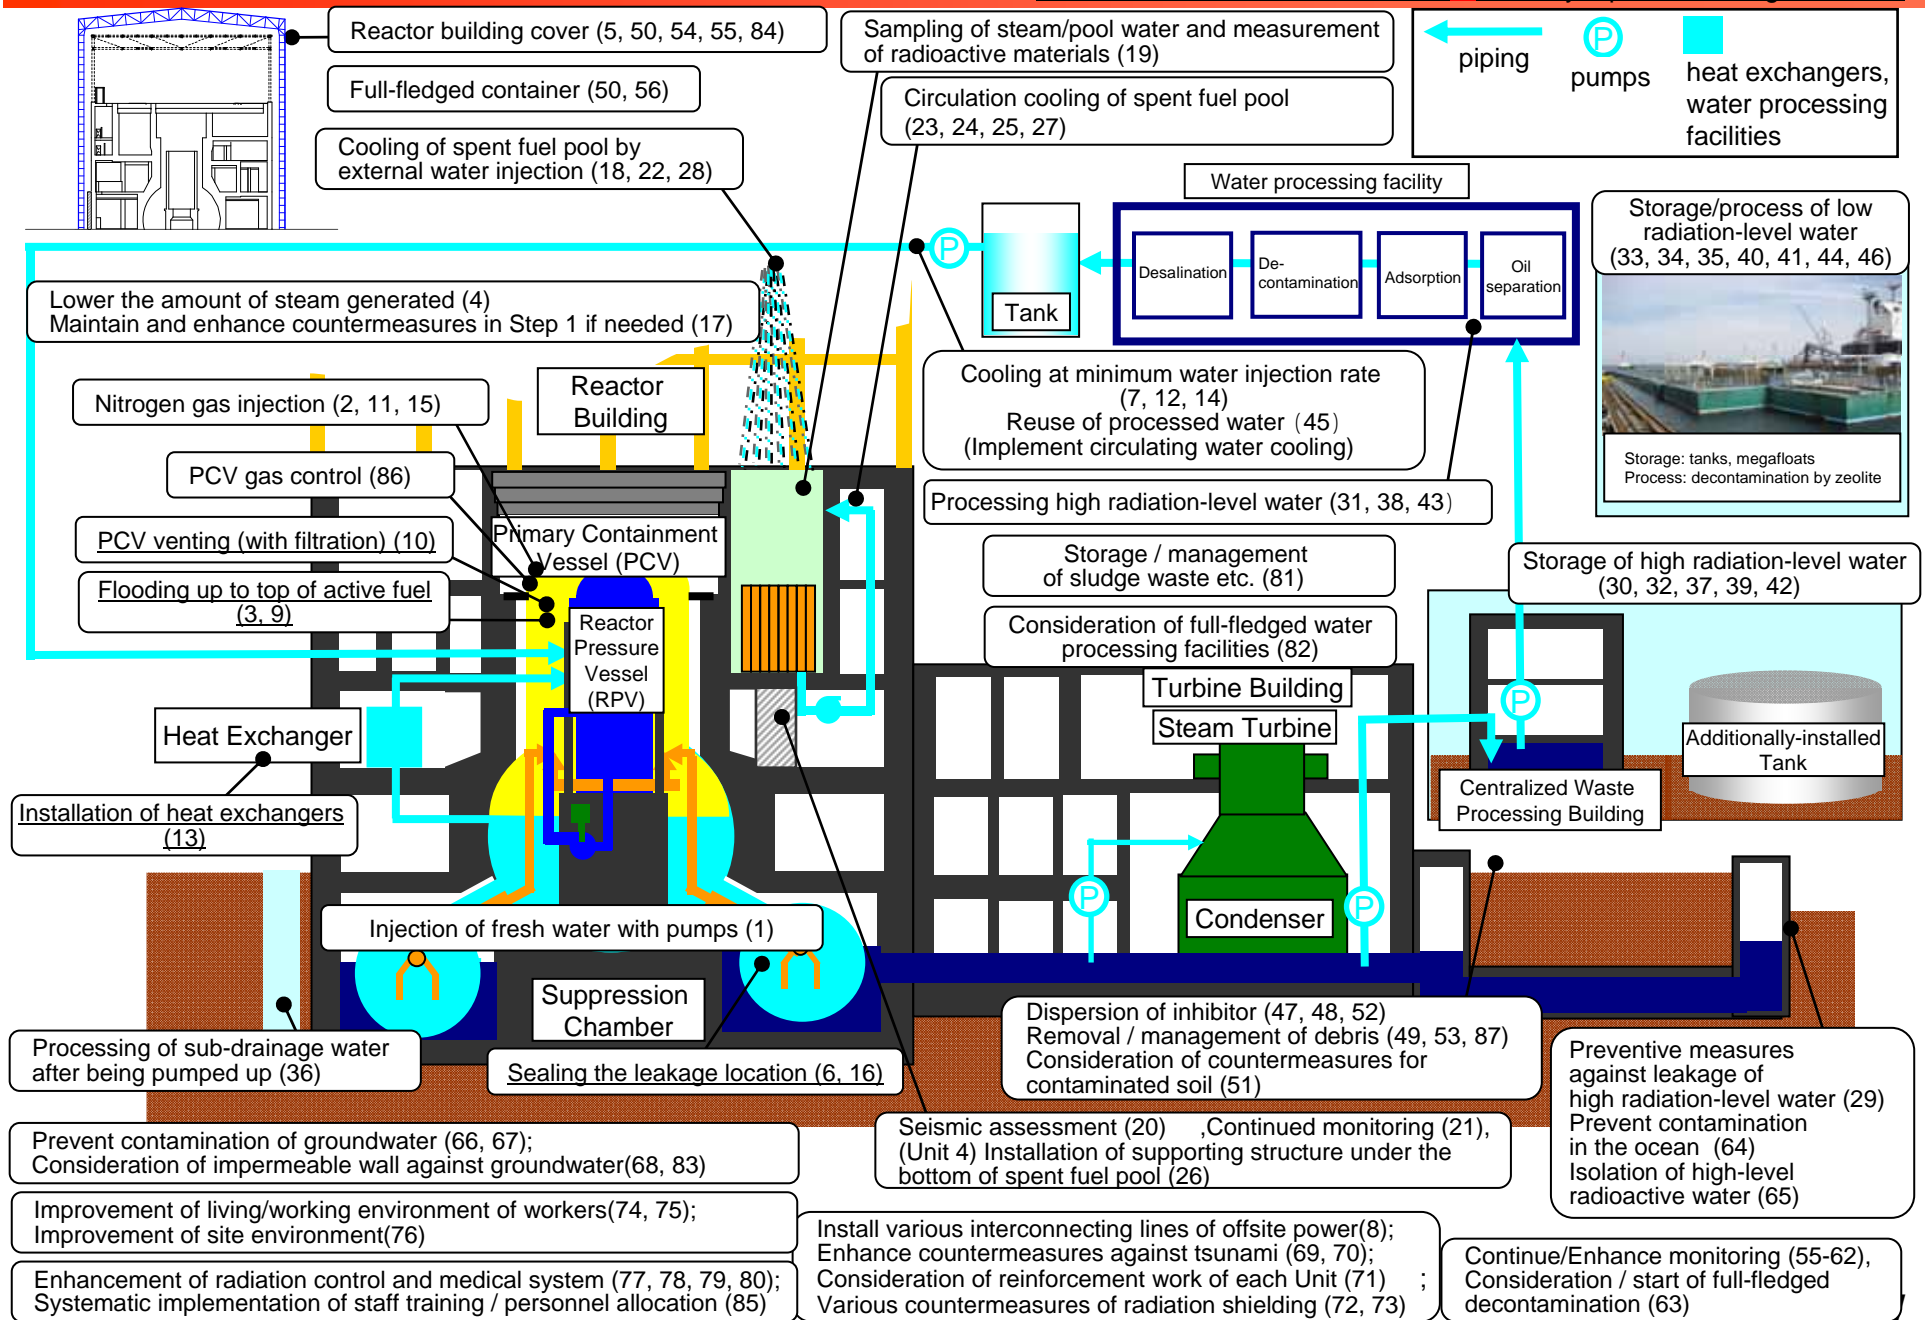 Reactor building cover (5, 50, 54, 55, 84)
Full-fledged container (50, 56)
Cooling of spent fuel pool by
external water injection (18, 22, 28)
Sampling of steam/pool water and measurement
of radioactive materials (19)
Circulation cooling of spent fuel pool
(23, 24, 25, 27)
piping
P
pumps
heat exchangers,
water processing
facilities
Water processing facility
Desalination
De-
contamination
Adsorption
Oil
separation
P
Tank
Storage/process of low
radiation-level water
(33, 34, 35, 40, 41, 44, 46)
Storage: tanks, megafloats
Process: decontamination by zeolite
Lower the amount of steam generated (4)
Maintain and enhance countermeasures in Step 1 if needed (17)
Nitrogen gas injection (2, 11, 15)
Reactor
Building
Cooling at minimum water injection rate
(7, 12, 14)
Reuse of processed water (45)
(Implement circulating water cooling)
PCV gas control (86)
Processing high radiation-level water (31, 38, 43)
PCV venting (with filtration) (10)
Primary Containment
Vessel (PCV)
Storage / management
of sludge waste etc. (81)
Storage of high radiation-level water
(30, 32, 37, 39, 42)
Flooding up to top of active fuel
(3, 9)
Reactor
Pressure
Vessel
(RPV)
Consideration of full-fledged water
processing facilities (82)
Turbine Building
Steam Turbine
P
Heat Exchanger
Additionally-installed
Tank
Installation of heat exchangers
(13)
Centralized Waste
Processing Building
P
P
Condenser
Injection of fresh water with pumps (1)
Suppression
Chamber
Dispersion of inhibitor (47, 48, 52)
Removal / management of debris (49, 53, 87)
Consideration of countermeasures for
contaminated soil (51)
Processing of sub-drainage water
after being pumped up (36)
Sealing the leakage location (6, 16)
Preventive measures
against leakage of
high radiation-level water (29)
Prevent contamination
in the ocean (64)
Isolation of high-level
radioactive water (65)
Prevent contamination of groundwater (66, 67);
Consideration of impermeable wall against groundwater(68, 83)
Seismic assessment (20) ,Continued monitoring (21),
(Unit 4) Installation of supporting structure under the
bottom of spent fuel pool (26)
Improvement of living/working environment of workers(74, 75);
Improvement of site environment(76)
Install various interconnecting lines of offsite power(8);
Enhance countermeasures against tsunami (69, 70);
Consideration of reinforcement work of each Unit (71) ;
Various countermeasures of radiation shielding (72, 73)
Enhancement of radiation control and medical system (77, 78, 79, 80);
Systematic implementation of staff training / personnel allocation (85)
Continue/Enhance monitoring (55-62),
Consideration / start of full-fledged
decontamination (63)